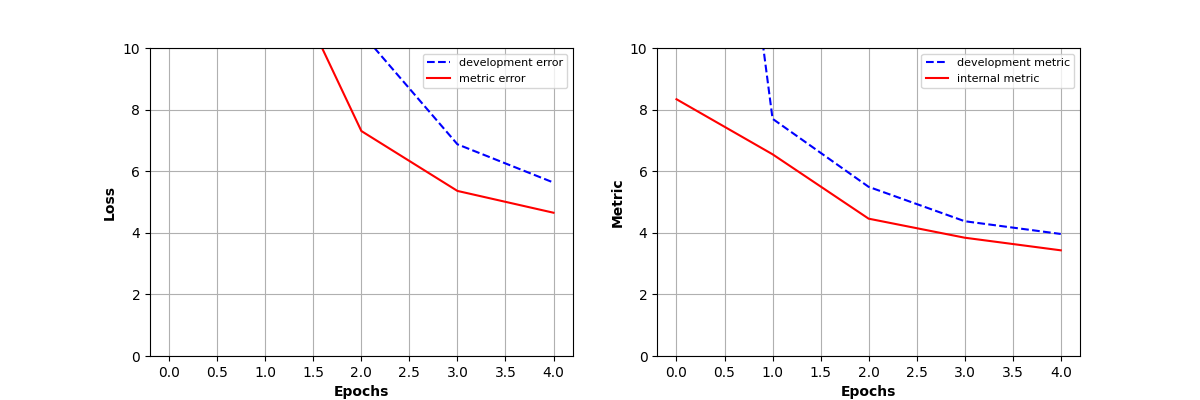 10
8
6
4
2
0
Loss
development error
metric error
0.0 0.5 1.0 1.5 2.0 2.5 3.0 3.5 4.0
Epochs
10
8
6
4
2
0
Metric
development metric
internal metric
0.0 0.5 1.0 1.5 2.0 2.5 3.0 3.5 4.0
Epochs